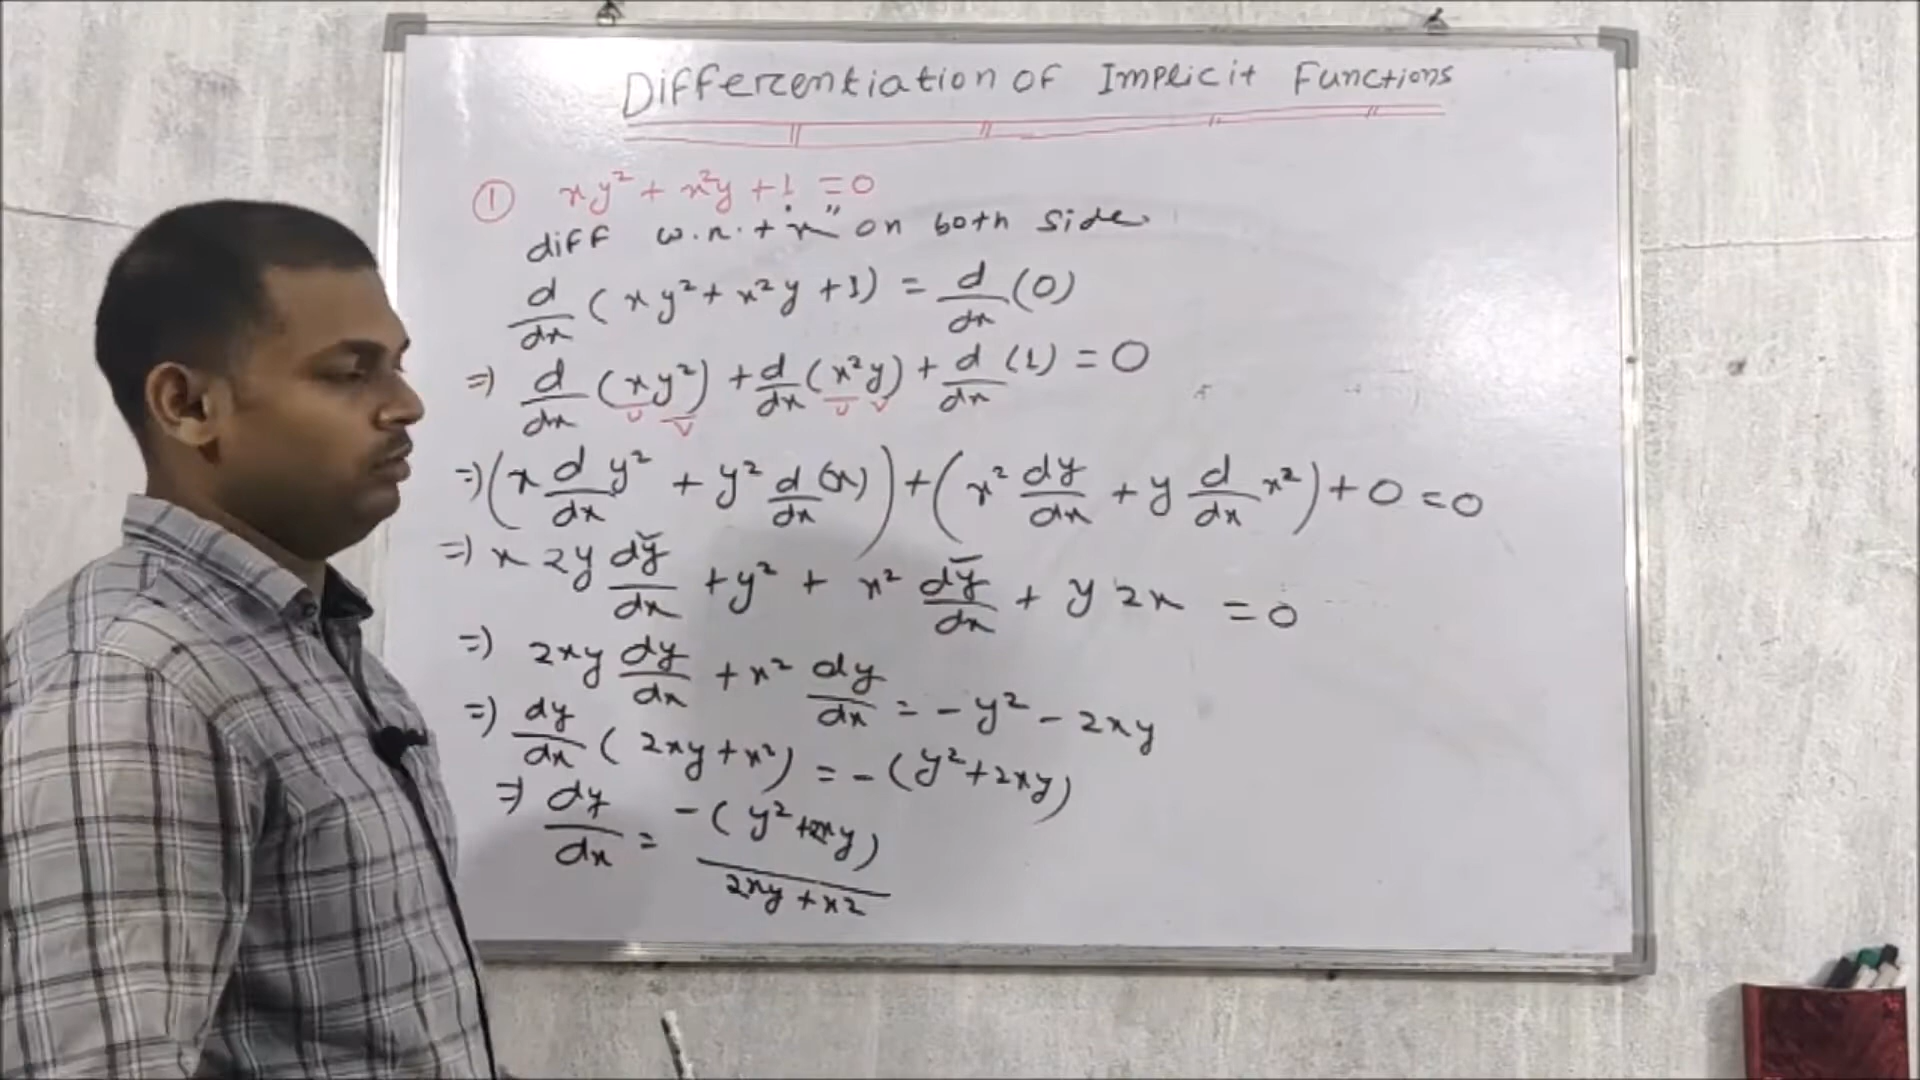 Differentiation of Implicit Functions
① xy² + x²y + 1 = 0
diff w.r.t "x" on both side.
d/dx (xy² + x²y + 1) = d/dx (0)
=> d/dx (xy²) + d/dx (x²y) + d/dx (1) = 0
U V U V
=> (x d/dx y² + y² d/dx (x)) + (x² dy/dx + y d/dx x²) + 0 = 0
=> x 2y dy/dx + y² + x² dy/dx + y 2x = 0
=> 2xy dy/dx + x² dy/dx = - y² - 2xy
=> dy/dx (2xy + x²) = - (y² + 2xy)
=> dy/dx = -(y² + 2xy) / 2xy + x2